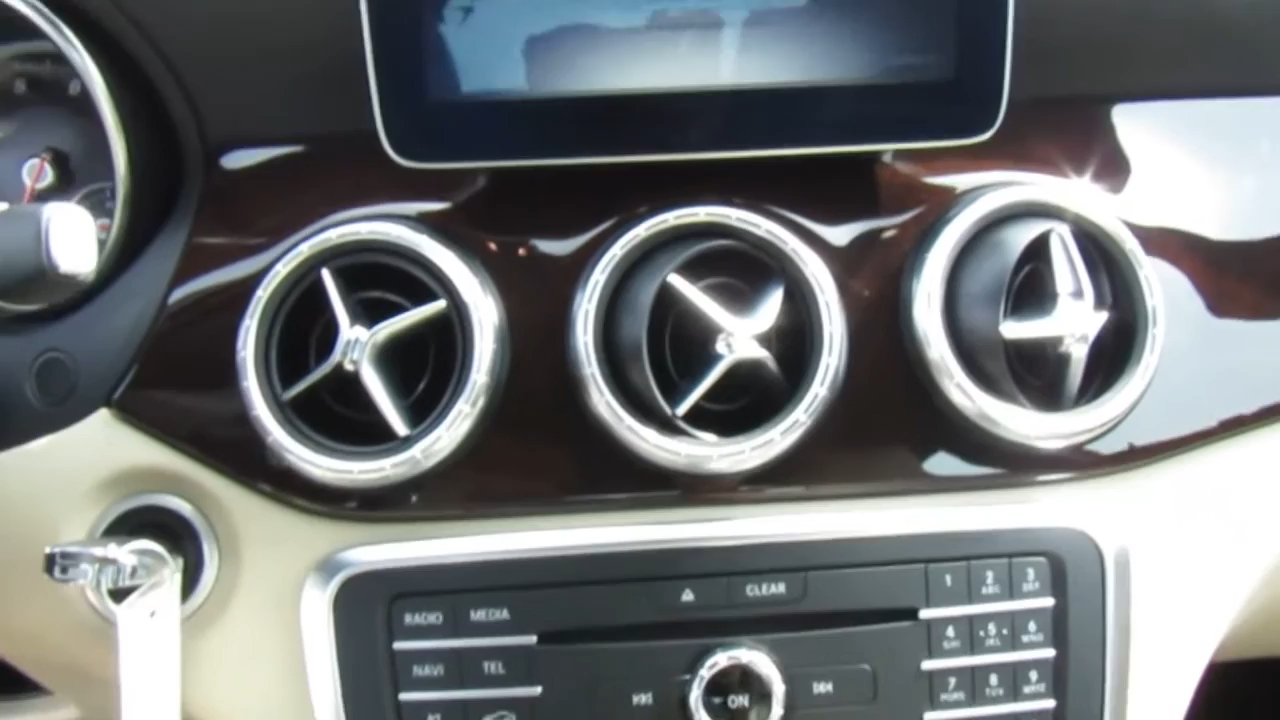 CLEAR
1 2 ABC 3 DEF
RADIO MEDIA
4 GHI 5 JKL 6 MNO
NAVI TEL
7 PQRS 8 TUV 9 WXYZ
ON